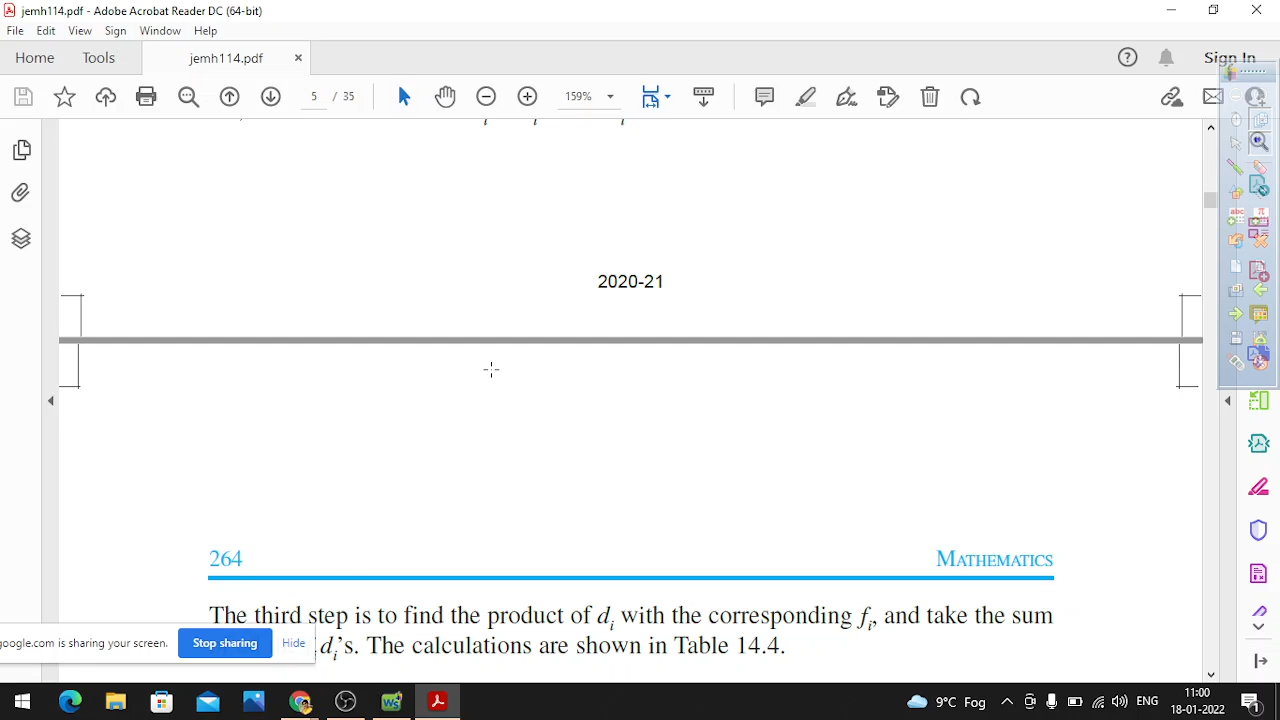 jemh114.pdf - Adobe Acrobat Reader DC (64-bit)
File Edit View Sign Window Help
Home Tools jemh114.pdf × Sign In
5 / 35 159%
2020-21
264 MATHEMATICS
The third step is to find the product of di with the corresponding fi, and take the sum
di's. The calculations are shown in Table 14.4.
google.com is sharing your screen. Stop sharing Hide
9°C Fog ENG 11:00
18-01-2022